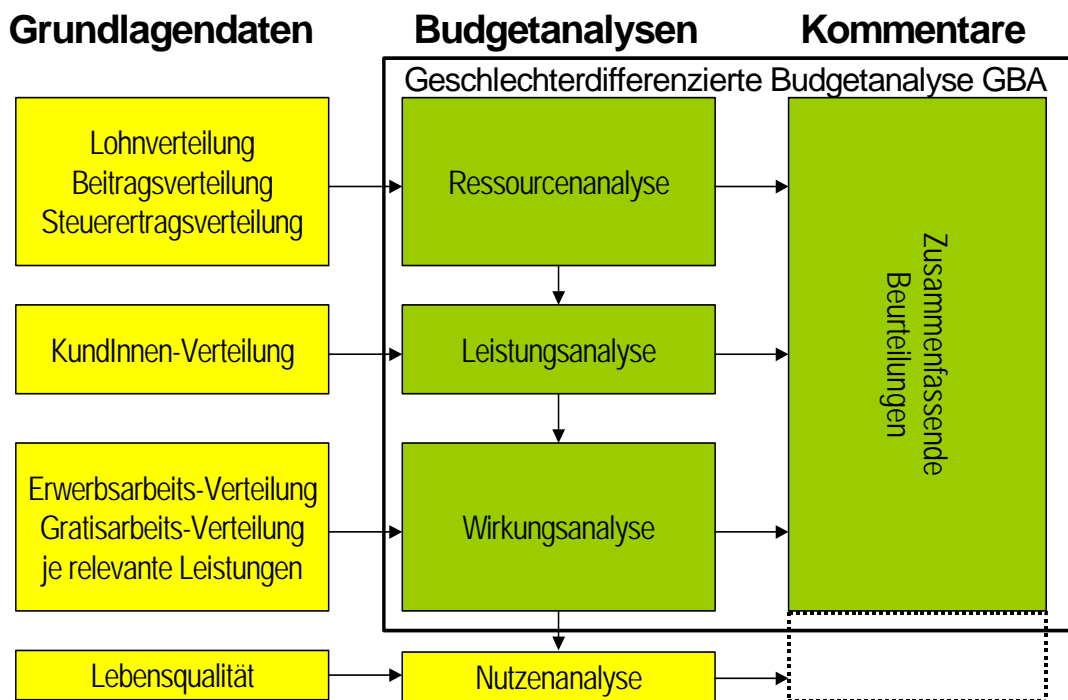 Grundlagendaten
Budgetanalysen
Kommentare
Geschlechterdifferenzierte Budgetanalyse GBA
Lohnverteilung
Beitragsverteilung
Steuerertragsverteilung
Ressourcenanalyse
Zusammenfassende
Beurteilungen
KundInnen-Verteilung
Leistungsanalyse
Erwerbsarbeits-Verteilung
Gratisarbeits-Verteilung
je relevante Leistungen
Wirkungsanalyse
Lebensqualität
Nutzenanalyse